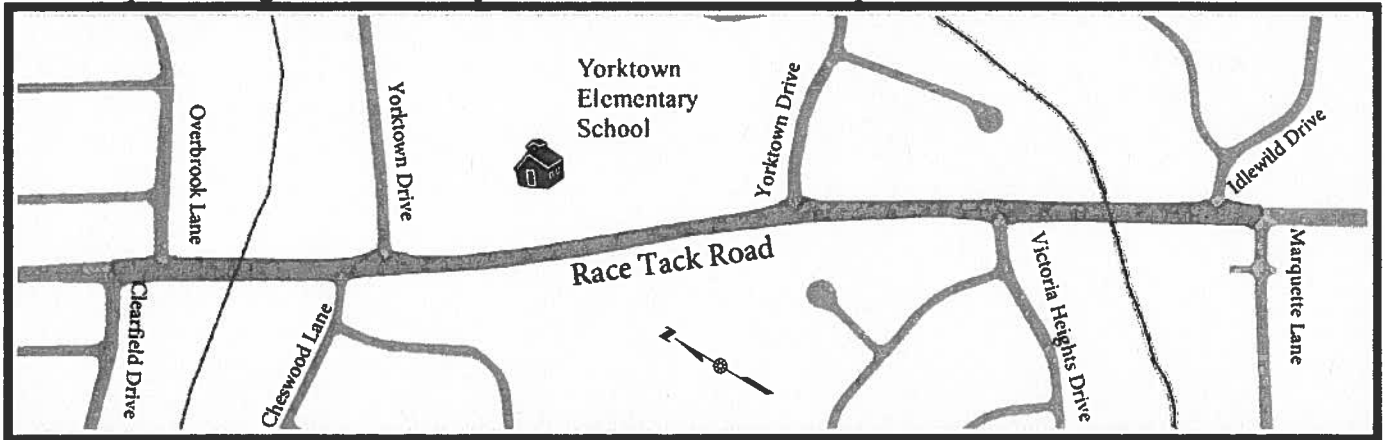 Yorktown
Elementary
School
Overbrook Lane
Yorktown Drive
Yorktown Drive
Idlewild Drive
Race Tack Road
Clearfield Drive
Cheswood Lane
Victoria Heights Drive
Marquette Lane
N